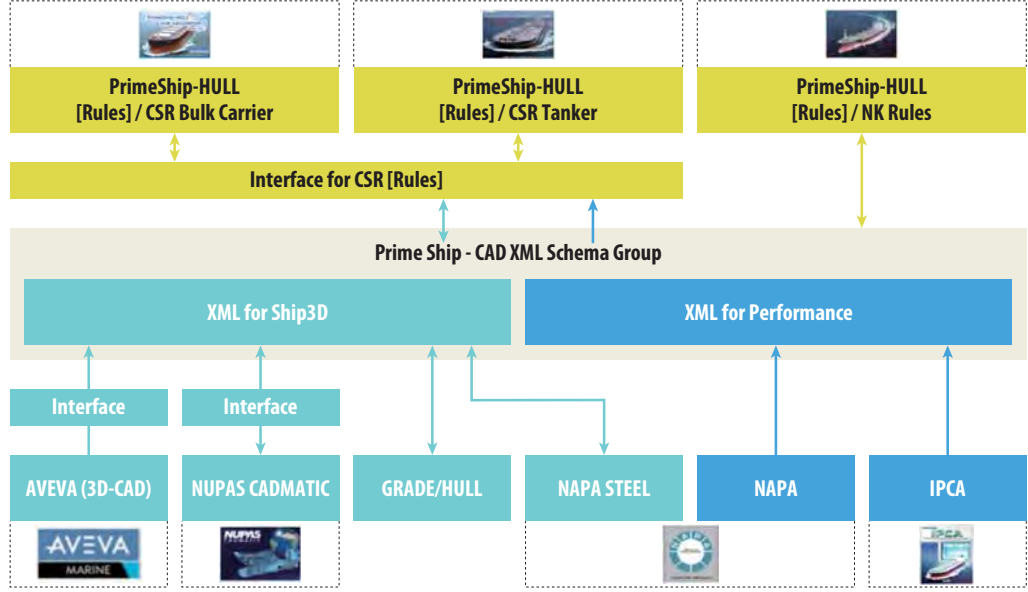 PrimeShip-HULL
[Rules] / CSR Bulk Carrier
PrimeShip-HULL
[Rules] / CSR Tanker
PrimeShip-HULL
[Rules] / NK Rules
Interface for CSR [Rules]
Prime Ship - CAD XML Schema Group
XML for Ship3D
XML for Performance
Interface
Interface
AVEVA (3D-CAD)
NUPAS CADMATIC
GRADE/HULL
NAPA STEEL
NAPA
IPCA
AVEVA
MARINE
NUPAS
CADMATIC
IPCA